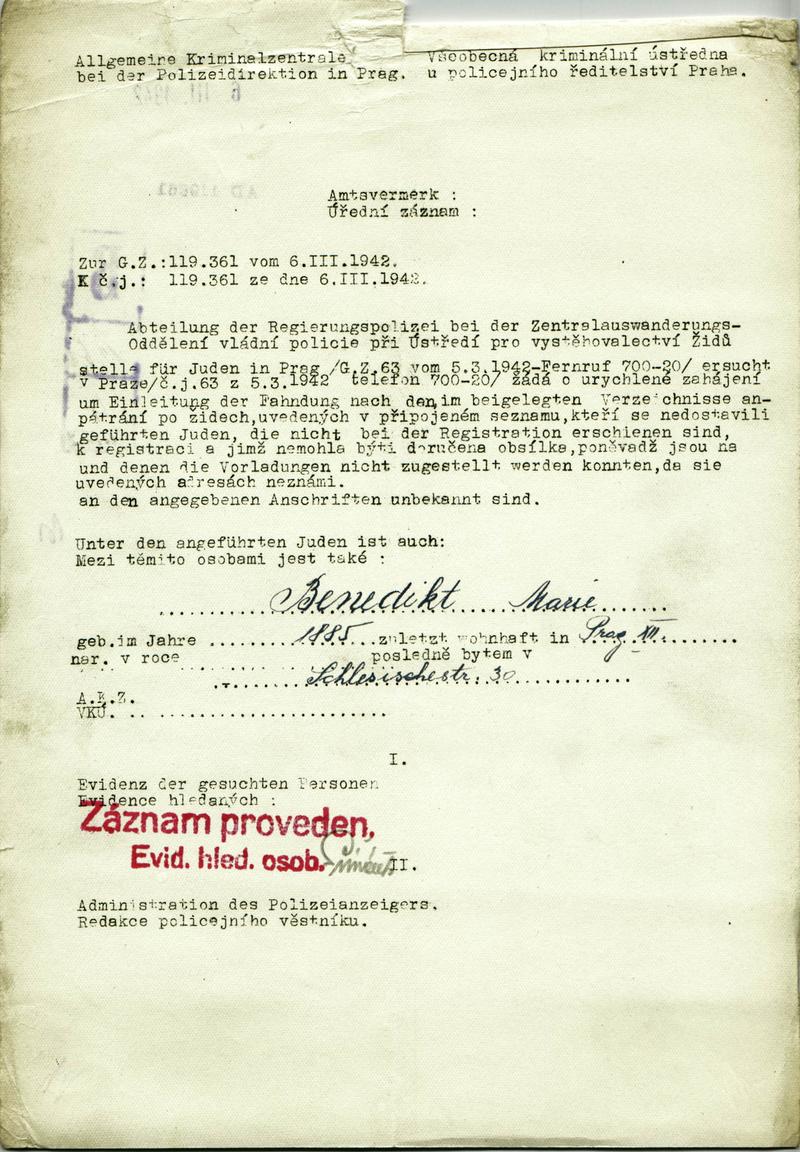 Allgemeine Kriminalzentrale Všeobecná kriminální ústředna
bei der Polizeidirektion in Prag. u policejního ředitelství Praha.
Amtsvermerk :
Úřední záznam :
Zur G.Z.:119.361 vom 6.III.1942.
K č.j.: 119.361 ze dne 6.III.1942.
Abteilung der Regierungspolizei bei der Zentralauswanderungs-
Oddělení vládní policie při Ústředí pro vystěhovalectví Židů
stelle für Juden in Prag /G.Z.63 vom 5.3.1942-Fernruf 700-20/ ersucht
v Praze/č.j.63 z 5.3.1942 telefon 700-20/ žádá o urychlené zahájení
um Einleitung der Fahndung nach den,im beigelegten Verzeichnisse an-
pátrání po židech,uvedených v připojeném seznamu,kteří se nedostavili
geführten Juden, die nicht bei der Registration erschienen sind,
k registraci a jimž nemohla býti doručena obsílka,poněvadž jsou na
und denen die Vorladungen nicht zugestellt werden konnten,da sie
uvedených adresách neznámi.
an den angegebenen Anschriften unbekannt sind.
Unter den angeführten Juden ist auch:
Mezi těmito osobami jest také :
Benedikt Marie
geb.im Jahre 1885 zuletzt wohnhaft in Prag XII.
nar. v roce posledně bytem v
Schlesischestr. 30
A.K.Z.
VKÚ.
I.
Evidenz der gesuchten Personen
Evidence hledaných :
Záznam proveden,
Evid. hled. osob.
II.
Administration des Polizeianzeigers.
Redakce policejního věstníku.